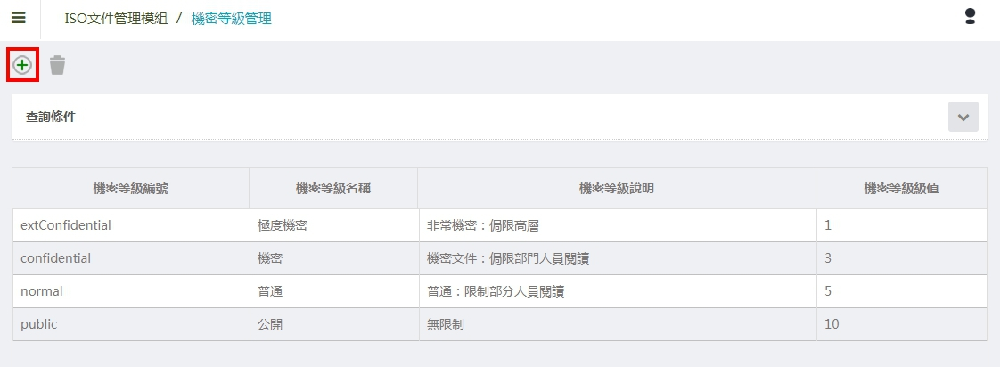 ISO文件管理模組 / 機密等級管理
查詢條件
機密等級編號 機密等級名稱 機密等級說明 機密等級級值
extConfidential 極度機密 非常機密：侷限高層 1
confidential 機密 機密文件：侷限部門人員閱讀 3
normal 普通 普通：限制部分人員閱讀 5
public 公開 無限制 10